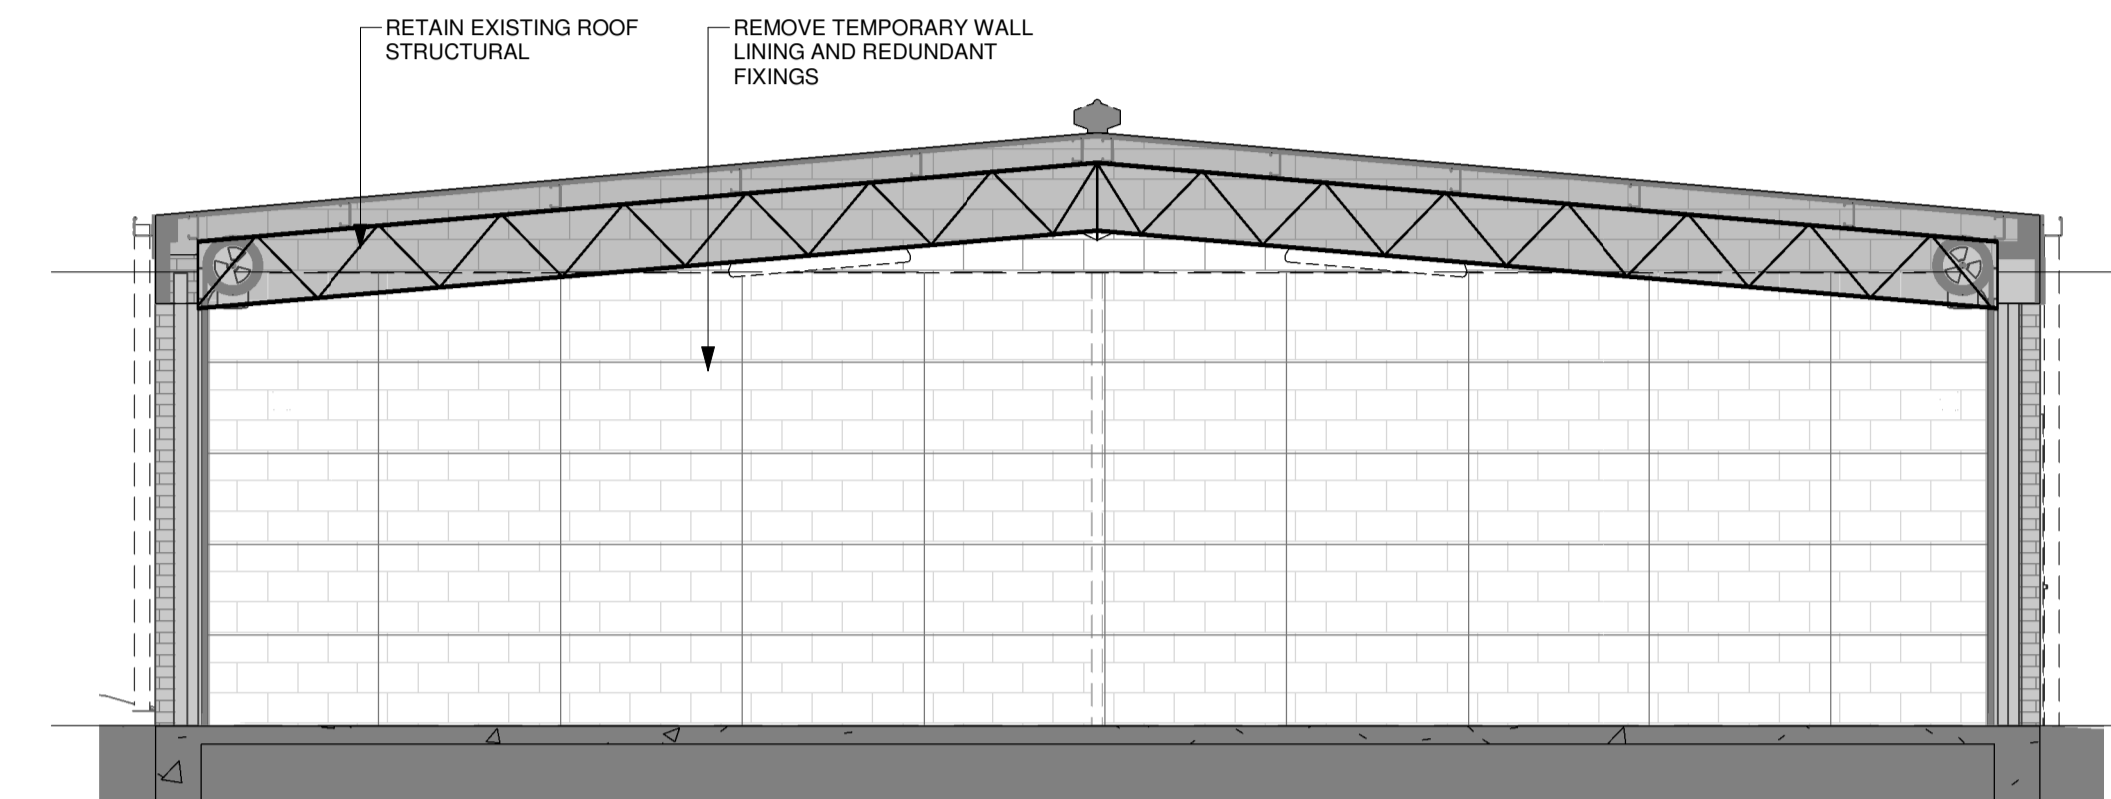 RETAIN EXISTING ROOF
STRUCTURAL
REMOVE TEMPORARY WALL
LINING AND REDUNDANT
FIXINGS